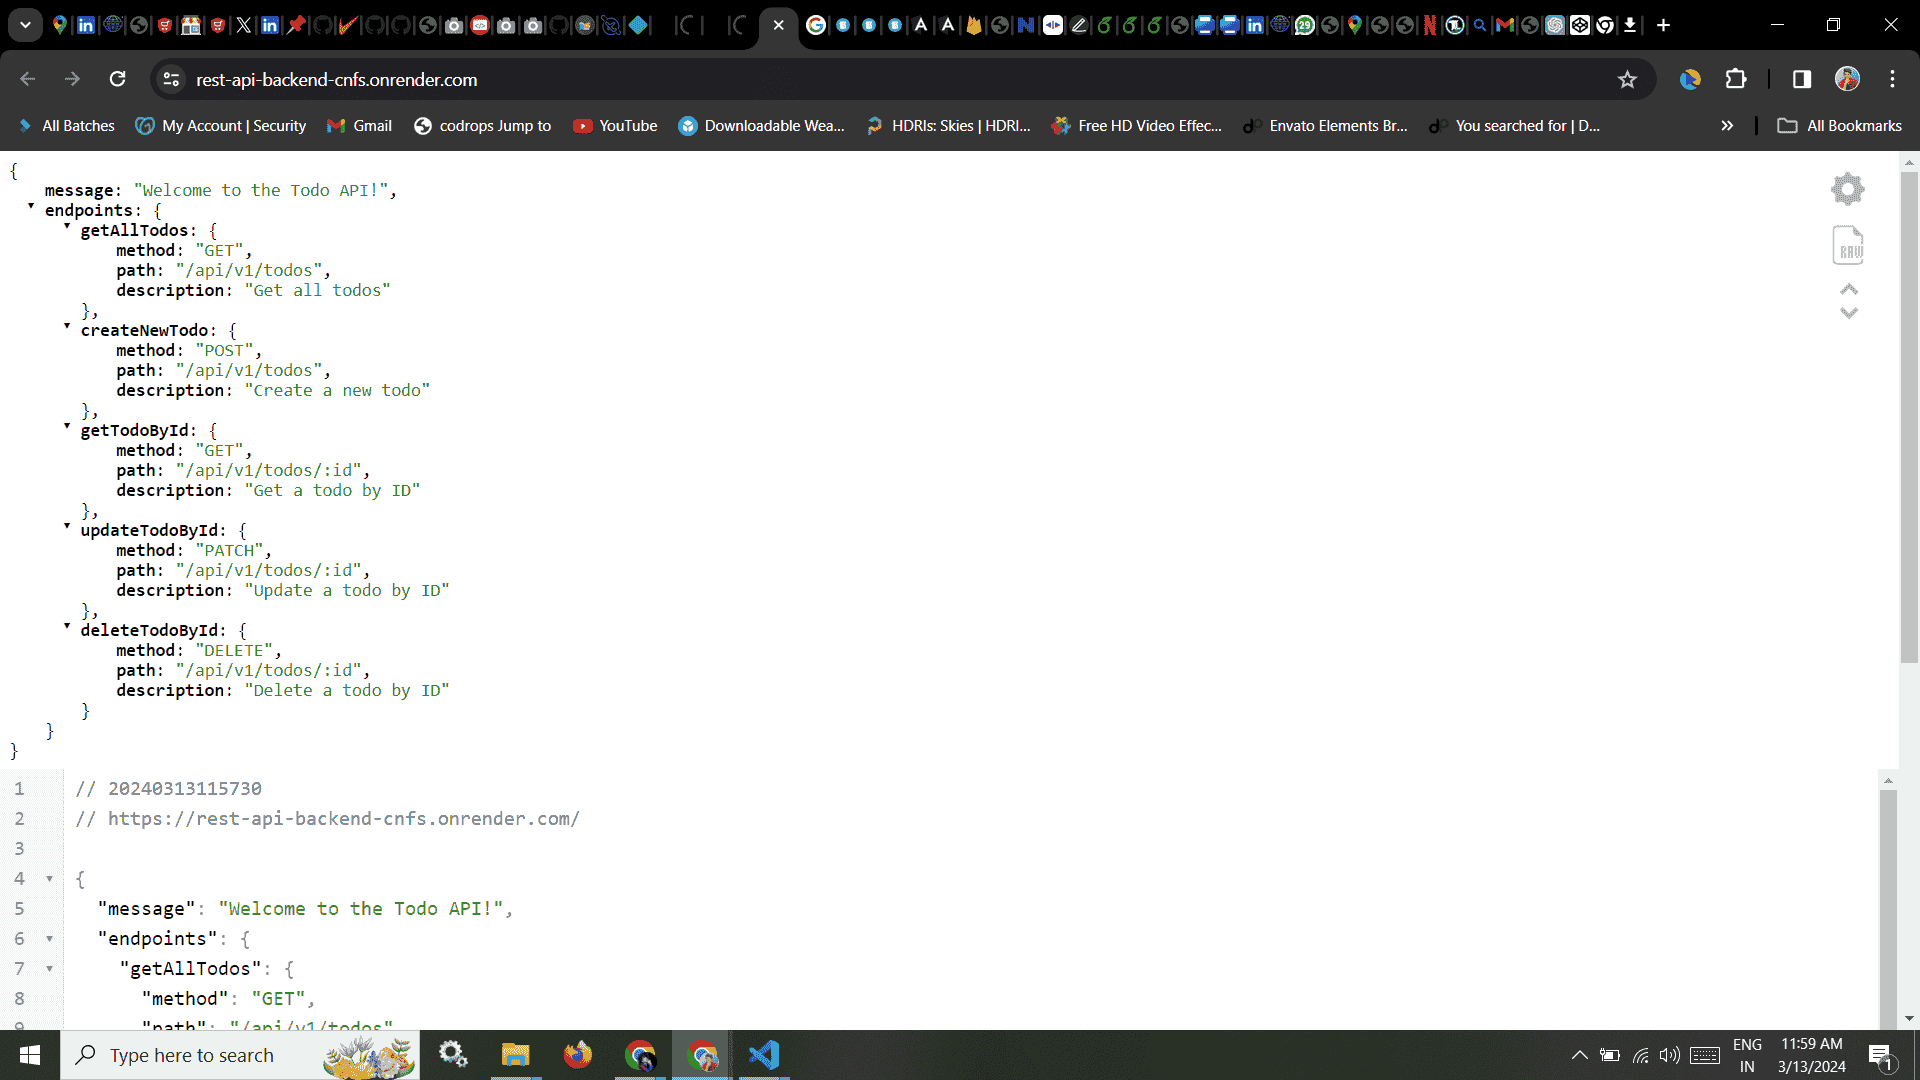 29
rest-api-backend-cnfs.onrender.com
All Batches
My Account | Security
Gmail
codrops Jump to
YouTube
Downloadable Wea...
HDRIs: Skies | HDRI...
Free HD Video Effec...
Envato Elements Br...
You searched for | D...
All Bookmarks
{
message: "Welcome to the Todo API!",
endpoints: {
getAllTodos: {
method: "GET",
path: "/api/v1/todos",
description: "Get all todos"
},
createNewTodo: {
method: "POST",
path: "/api/v1/todos",
description: "Create a new todo"
},
getTodoById: {
method: "GET",
path: "/api/v1/todos/:id",
description: "Get a todo by ID"
},
updateTodoById: {
method: "PATCH",
path: "/api/v1/todos/:id",
description: "Update a todo by ID"
},
deleteTodoById: {
method: "DELETE",
path: "/api/v1/todos/:id",
description: "Delete a todo by ID"
}
}
}
RAW
1 // 20240313115730
2 // https://rest-api-backend-cnfs.onrender.com/
3
4 {
5 "message": "Welcome to the Todo API!",
6 "endpoints": {
7 "getAllTodos": {
8 "method": "GET",
9 "path": "/api/v1/todos"
Type here to search
ENG
IN
11:59 AM
3/13/2024
1